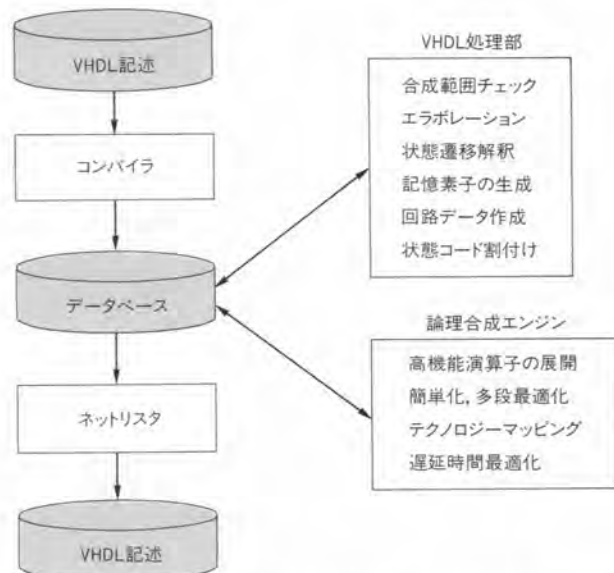 VHDL記述
コンパイラ
データベース
ネットリスタ
VHDL記述
VHDL処理部
合成範囲チェック
エラボレーション
状態遷移解釈
記憶素子の生成
回路データ作成
状態コード割付け
論理合成エンジン
高機能演算子の展開
簡単化, 多段最適化
テクノロジーマッピング
遅延時間最適化